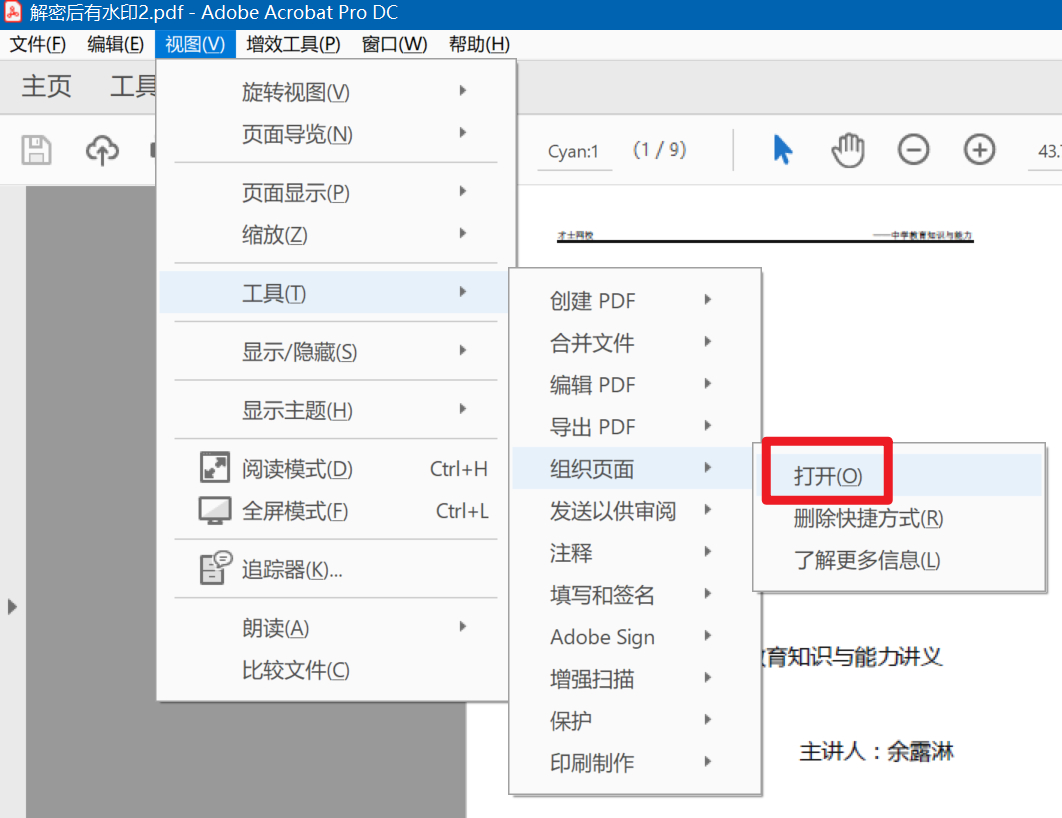 解密后有水印2.pdf - Adobe Acrobat Pro DC
文件(F) 编辑(E) 视图(V) 增效工具(P) 窗口(W) 帮助(H)
主页 工具
Cyan:1 (1 / 9) 43.
旋转视图(V)
页面导览(N)
页面显示(P)
缩放(Z)
工具(T)
显示/隐藏(S)
显示主题(H)
阅读模式(D) Ctrl+H
全屏模式(F) Ctrl+L
追踪器(K)...
朗读(A)
比较文件(C)
创建 PDF
合并文件
编辑 PDF
导出 PDF
组织页面
发送以供审阅
注释
填写和签名
Adobe Sign
增强扫描
保护
印刷制作
打开(O)
删除快捷方式(R)
了解更多信息(L)
才士网校 ——中学教育知识与能力
育知识与能力讲义
主讲人：余露淋